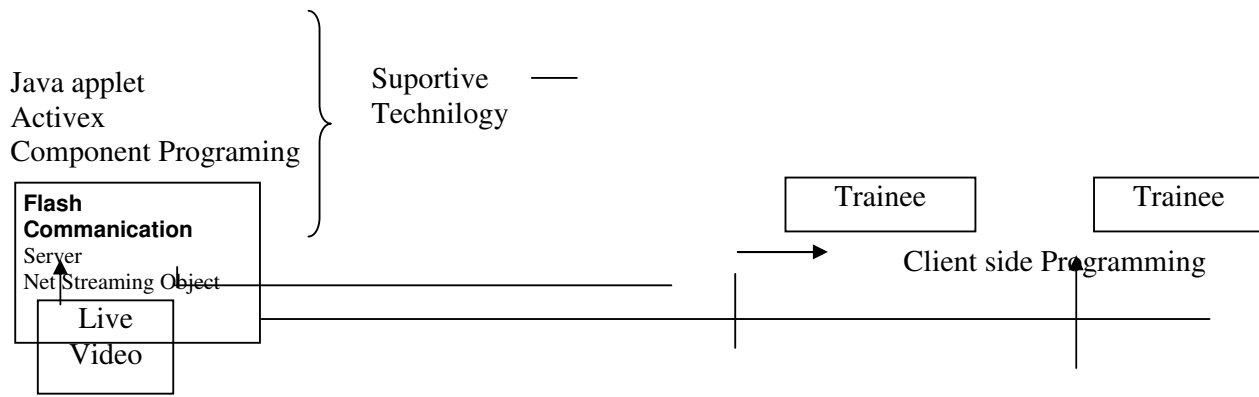 Java applet
Activex
Component Programing
Suportive
Technilogy
Flash
Commanication
Server
Net Streaming Object
Live
Video
Trainee
Trainee
Client side Programming